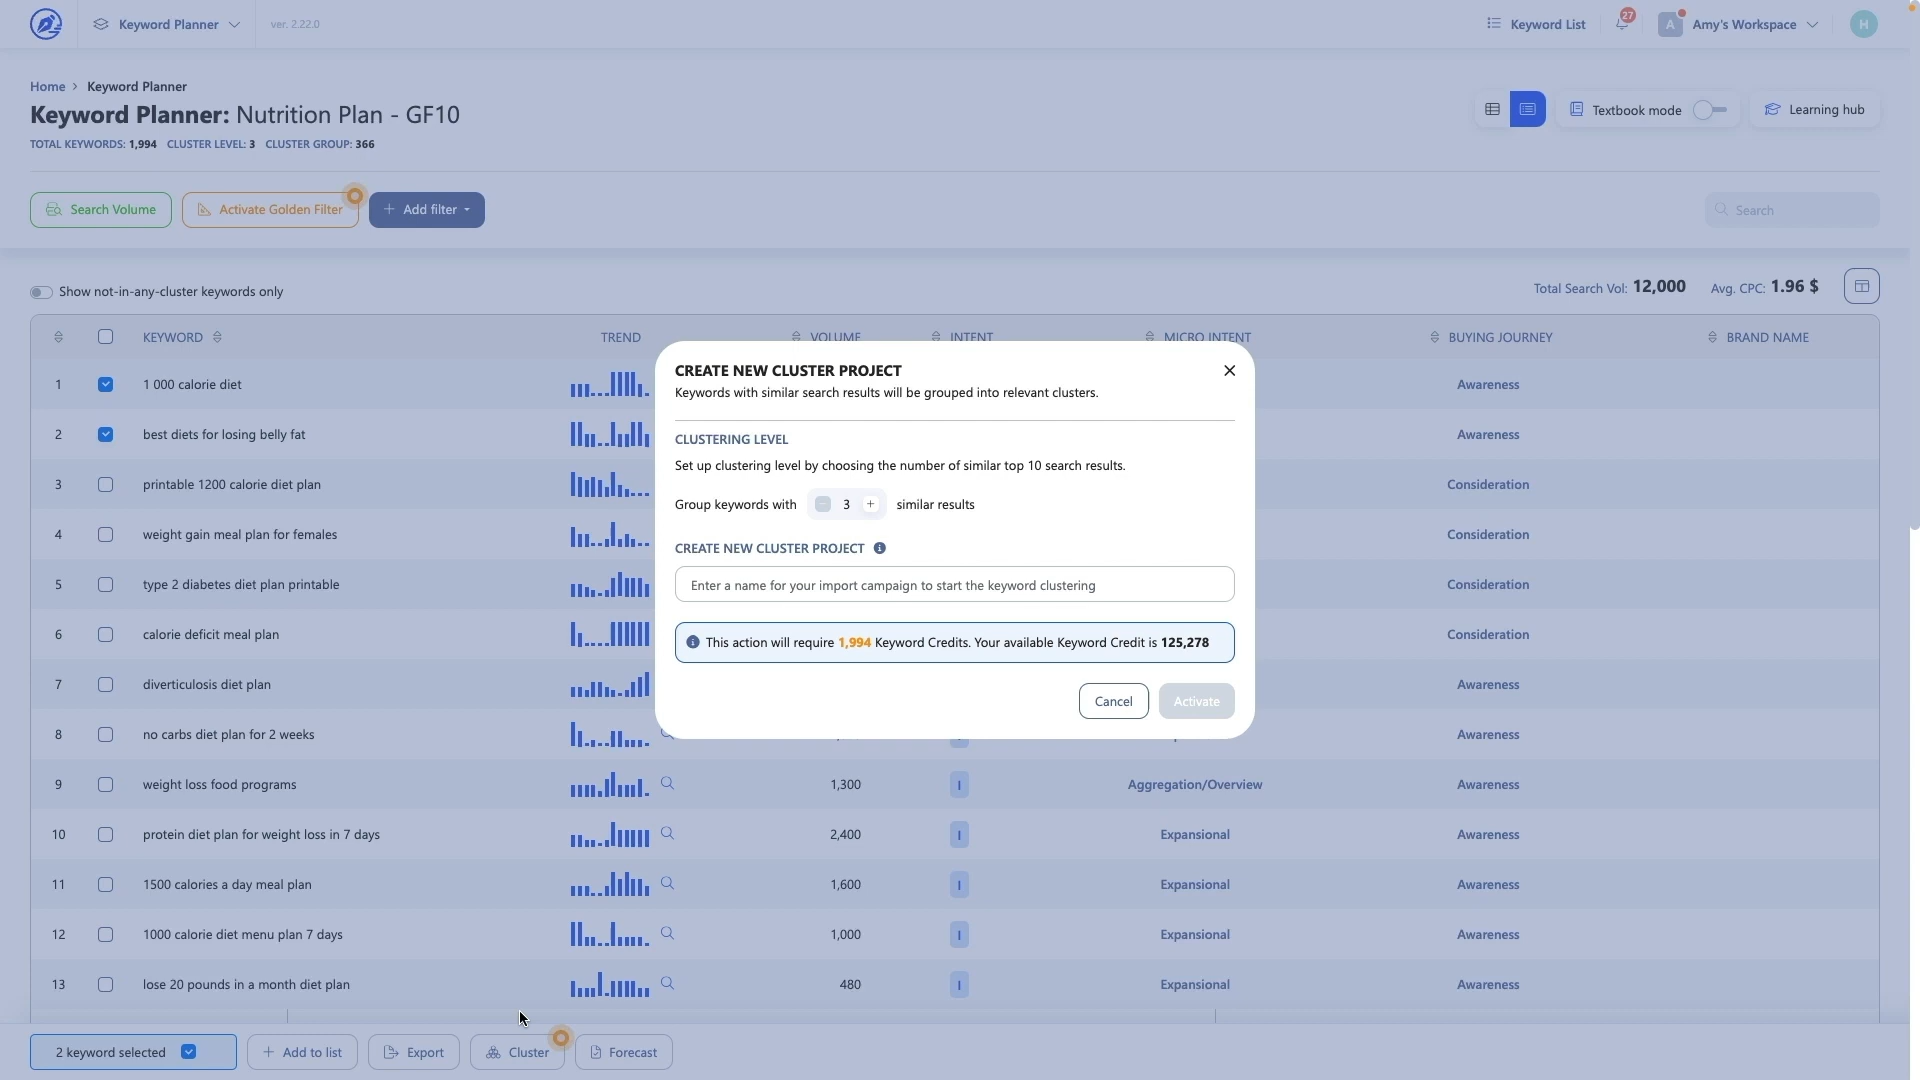 Keyword Planner
ver. 2.22.0
Keyword List
27
A
Amy's Workspace
H
Home › Keyword Planner
Keyword Planner: Nutrition Plan - GF10
TOTAL KEYWORDS: 1,994 CLUSTER LEVEL: 3 CLUSTER GROUP: 366
Textbook mode
Learning hub
Search Volume
Activate Golden Filter
+ Add filter
Search
Show not-in-any-cluster keywords only
Total Search Vol: 12,000 Avg. CPC: 1.96 $
KEYWORD TREND VOLUME INTENT MICRO INTENT BUYING JOURNEY BRAND NAME
1 1 000 calorie diet Awareness
2 best diets for losing belly fat Awareness
3 printable 1200 calorie diet plan Consideration
4 weight gain meal plan for females Consideration
5 type 2 diabetes diet plan printable Consideration
6 calorie deficit meal plan Consideration
7 diverticulosis diet plan Awareness
8 no carbs diet plan for 2 weeks Awareness
9 weight loss food programs 1,300 I Aggregation/Overview Awareness
10 protein diet plan for weight loss in 7 days 2,400 I Expansional Awareness
11 1500 calories a day meal plan 1,600 I Expansional Awareness
12 1000 calorie diet menu plan 7 days 1,000 I Expansional Awareness
13 lose 20 pounds in a month diet plan 480 I Expansional Awareness
CREATE NEW CLUSTER PROJECT
Keywords with similar search results will be grouped into relevant clusters.
CLUSTERING LEVEL
Set up clustering level by choosing the number of similar top 10 search results.
Group keywords with - 3 + similar results
CREATE NEW CLUSTER PROJECT
Enter a name for your import campaign to start the keyword clustering
This action will require 1,994 Keyword Credits. Your available Keyword Credit is 125,278
Cancel
Activate
2 keyword selected
+ Add to list
Export
Cluster
Forecast